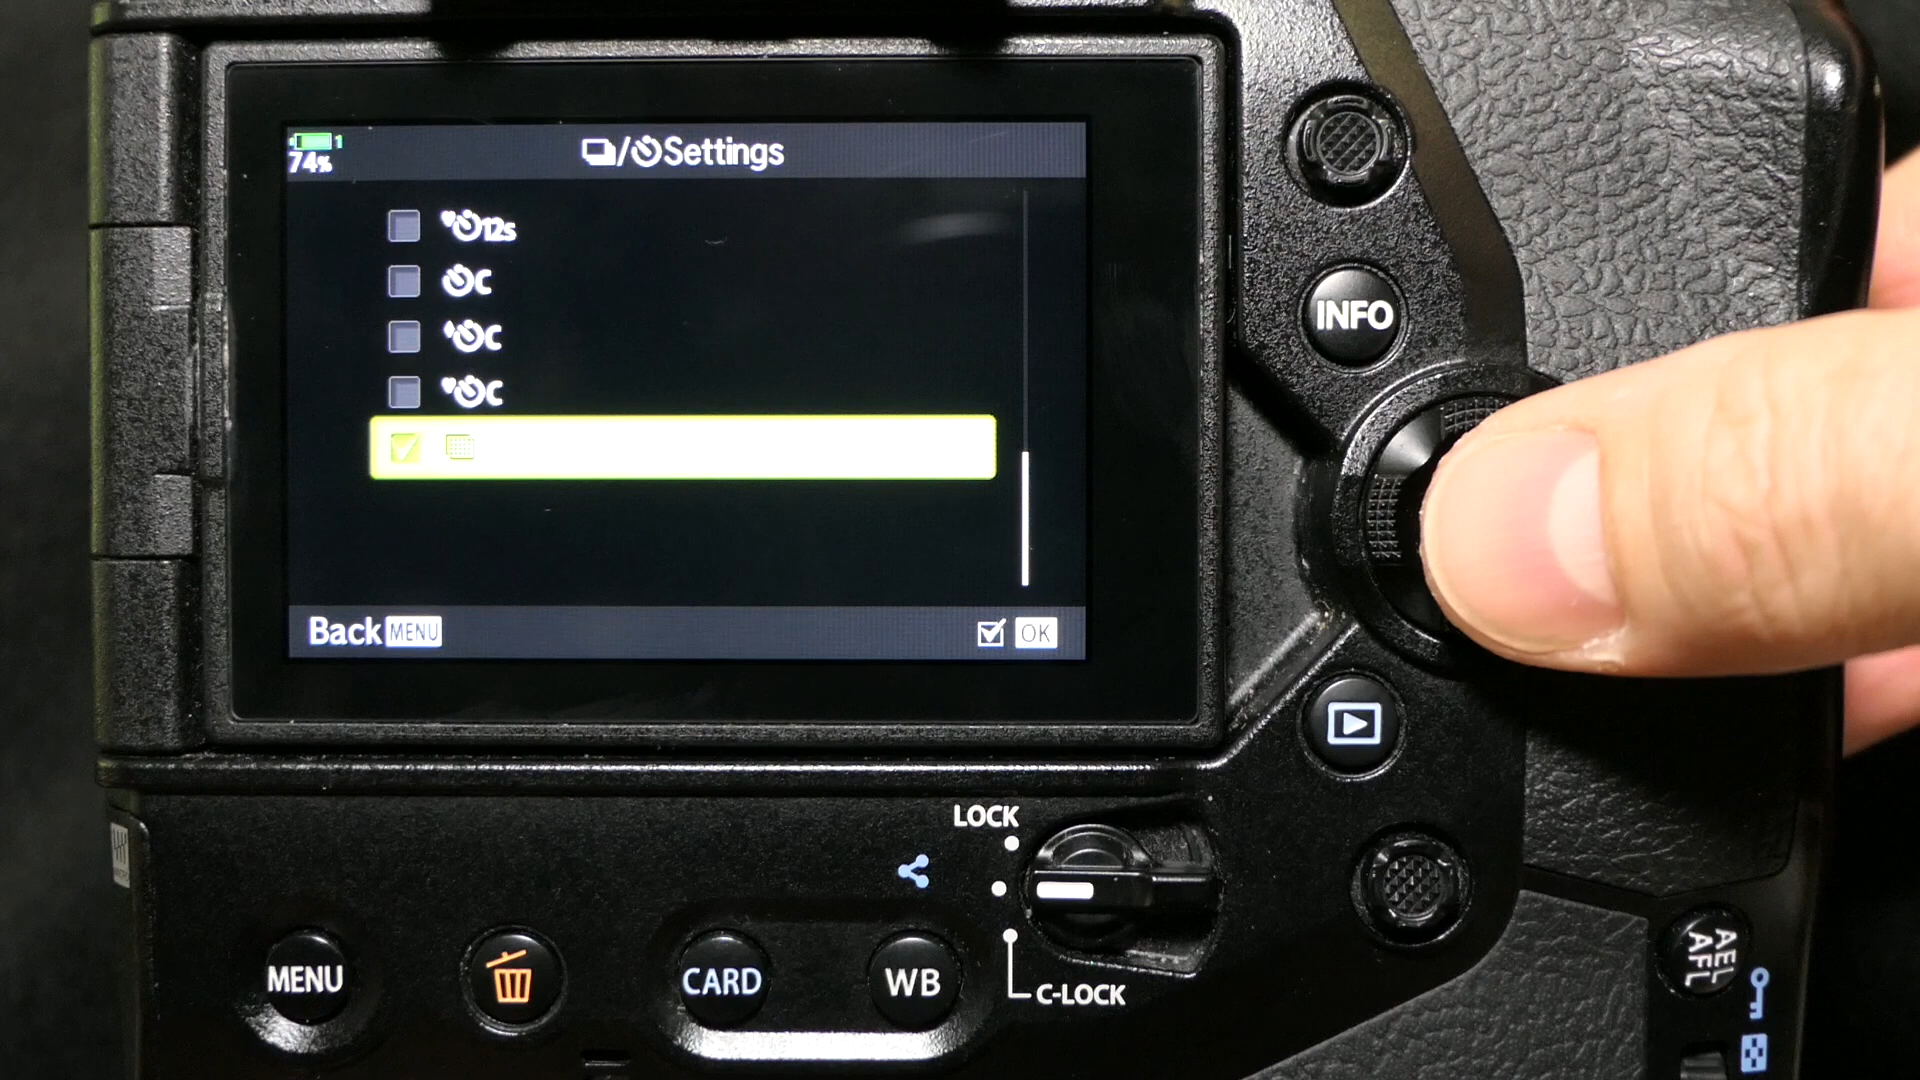 1
74%
Settings
12s
C
C
C
Back MENU
OK
INFO
LOCK
C-LOCK
MENU
CARD
WB
AEL
AFL